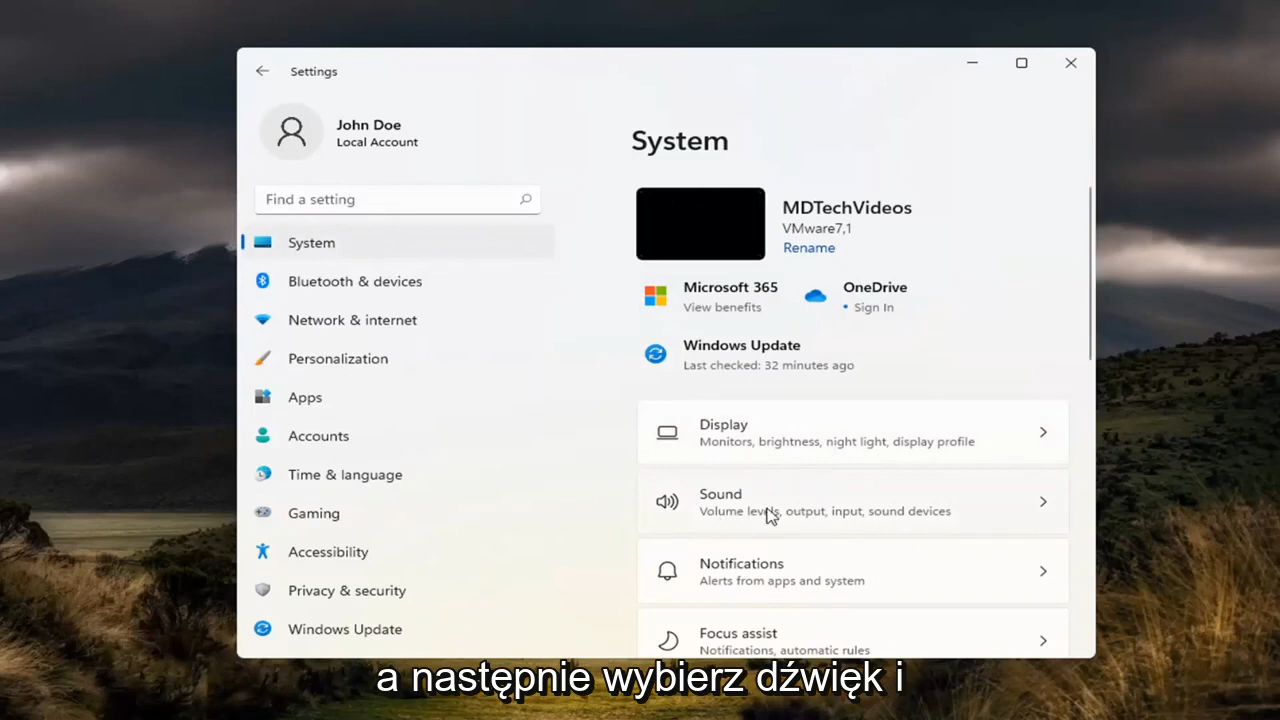 Settings
John Doe
Local Account
Find a setting
System
Bluetooth & devices
Network & internet
Personalization
Apps
Accounts
Time & language
Gaming
Accessibility
Privacy & security
Windows Update
System
MDTechVideos
VMware7,1
Rename
Microsoft 365
View benefits
OneDrive
• Sign In
Windows Update
Last checked: 32 minutes ago
Display
Monitors, brightness, night light, display profile
Sound
Volume levels, output, input, sound devices
Notifications
Alerts from apps and system
Focus assist
Notifications, automatic rules
a następnie wybierz dźwięk i